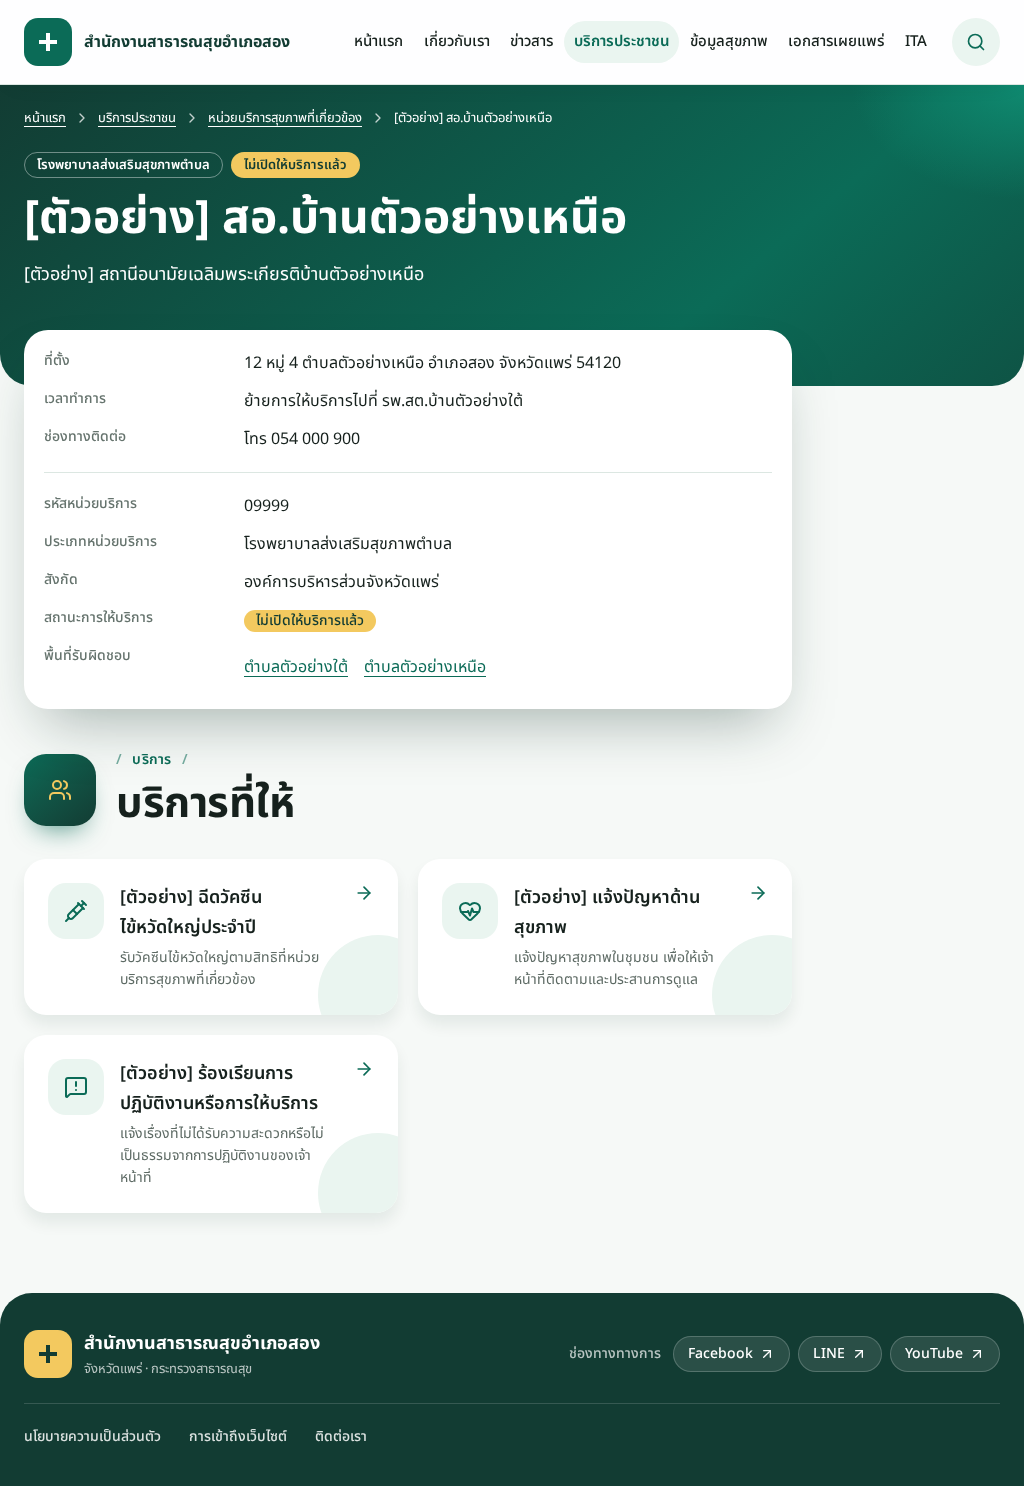 สำนักงานสาธารณสุขอำเภอสอง
หน้าแรก เกี่ยวกับเรา ข่าวสาร บริการประชาชน ข้อมูลสุขภาพ เอกสารเผยแพร่ ITA
หน้าแรก บริการประชาชน หน่วยบริการสุขภาพที่เกี่ยวข้อง [ตัวอย่าง] สอ.บ้านตัวอย่างเหนือ
โรงพยาบาลส่งเสริมสุขภาพตำบล ไม่เปิดให้บริการแล้ว
[ตัวอย่าง] สอ.บ้านตัวอย่างเหนือ
[ตัวอย่าง] สถานีอนามัยเฉลิมพระเกียรติบ้านตัวอย่างเหนือ
ที่ตั้ง 12 หมู่ 4 ตำบลตัวอย่างเหนือ อำเภอสอง จังหวัดแพร่ 54120
เวลาทำการ ย้ายการให้บริการไปที่ รพ.สต.บ้านตัวอย่างใต้
ช่องทางติดต่อ โทร 054 000 900
รหัสหน่วยบริการ 09999
ประเภทหน่วยบริการ โรงพยาบาลส่งเสริมสุขภาพตำบล
สังกัด องค์การบริหารส่วนจังหวัดแพร่
สถานะการให้บริการ ไม่เปิดให้บริการแล้ว
พื้นที่รับผิดชอบ ตำบลตัวอย่างใต้ ตำบลตัวอย่างเหนือ
/ บริการ /
บริการที่ให้
[ตัวอย่าง] ฉีดวัคซีน
ไข้หวัดใหญ่ประจำปี
รับวัคซีนไข้หวัดใหญ่ตามสิทธิที่หน่วย
บริการสุขภาพที่เกี่ยวข้อง
[ตัวอย่าง] แจ้งปัญหาด้าน
สุขภาพ
แจ้งปัญหาสุขภาพในชุมชน เพื่อให้เจ้า
หน้าที่ติดตามและประสานการดูแล
[ตัวอย่าง] ร้องเรียนการ
ปฏิบัติงานหรือการให้บริการ
แจ้งเรื่องที่ไม่ได้รับความสะดวกหรือไม่
เป็นธรรมจากการปฏิบัติงานของเจ้า
หน้าที่
สำนักงานสาธารณสุขอำเภอสอง
จังหวัดแพร่ · กระทรวงสาธารณสุข
ช่องทางทางการ Facebook LINE YouTube
นโยบายความเป็นส่วนตัว การเข้าถึงเว็บไซต์ ติดต่อเรา